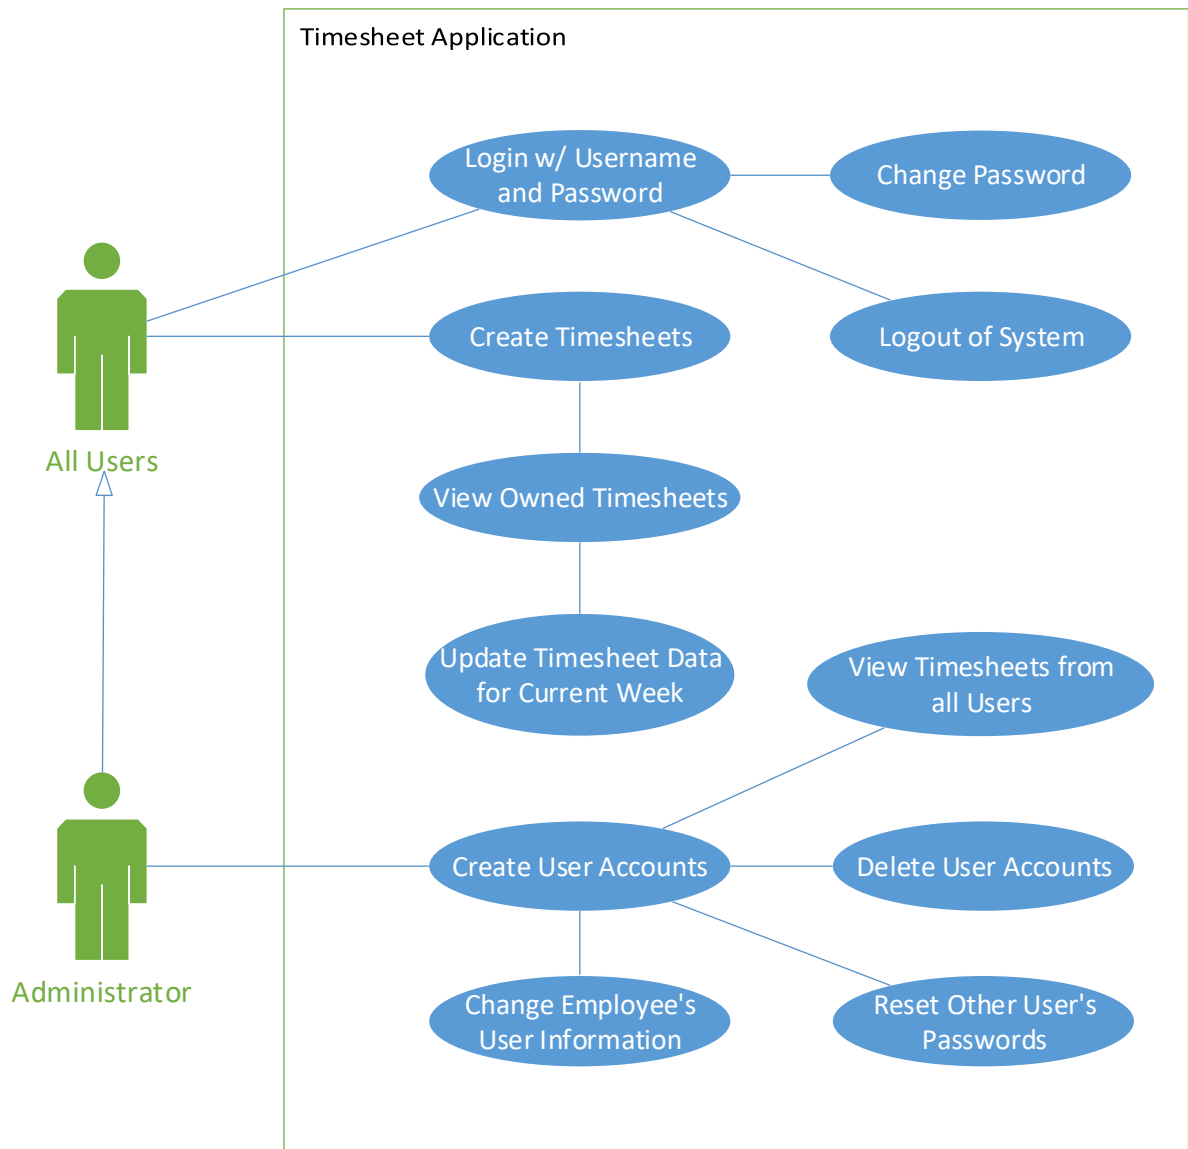 Timesheet Application
Login w/ Username
and Password
Change Password
Create Timesheets
Logout of System
All Users
View Owned Timesheets
Update Timesheet Data
for Current Week
View Timesheets from
all Users
Create User Accounts
Delete User Accounts
Administrator
Change Employee's
User Information
Reset Other User's
Passwords